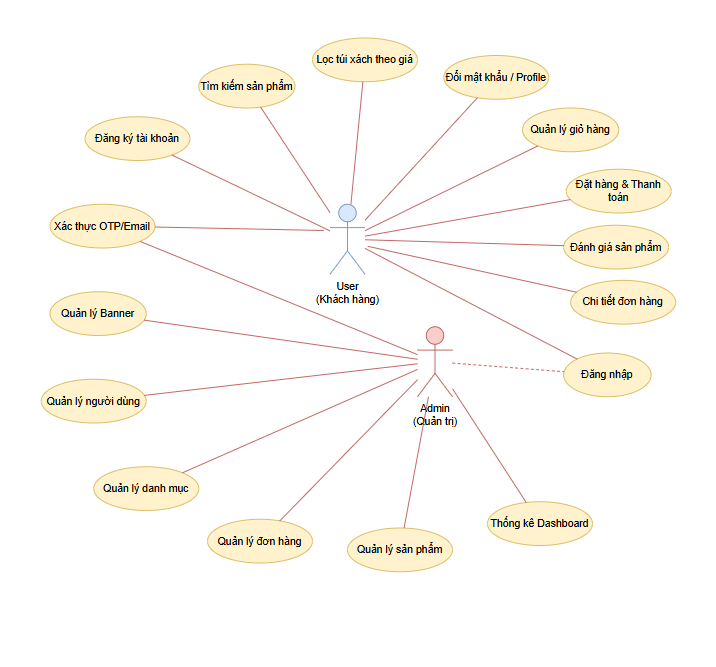 Lọc túi xách theo giá
Tìm kiếm sản phẩm
Đổi mật khẩu / Profile
Đăng ký tài khoản
Quản lý giỏ hàng
Đặt hàng & Thanh
toán
Xác thực OTP/Email
Đánh giá sản phẩm
User
(Khách hàng)
Chi tiết đơn hàng
Quản lý Banner
Đăng nhập
Quản lý người dùng
Admin
(Quản trị)
Quản lý danh mục
Thống kê Dashboard
Quản lý đơn hàng
Quản lý sản phẩm